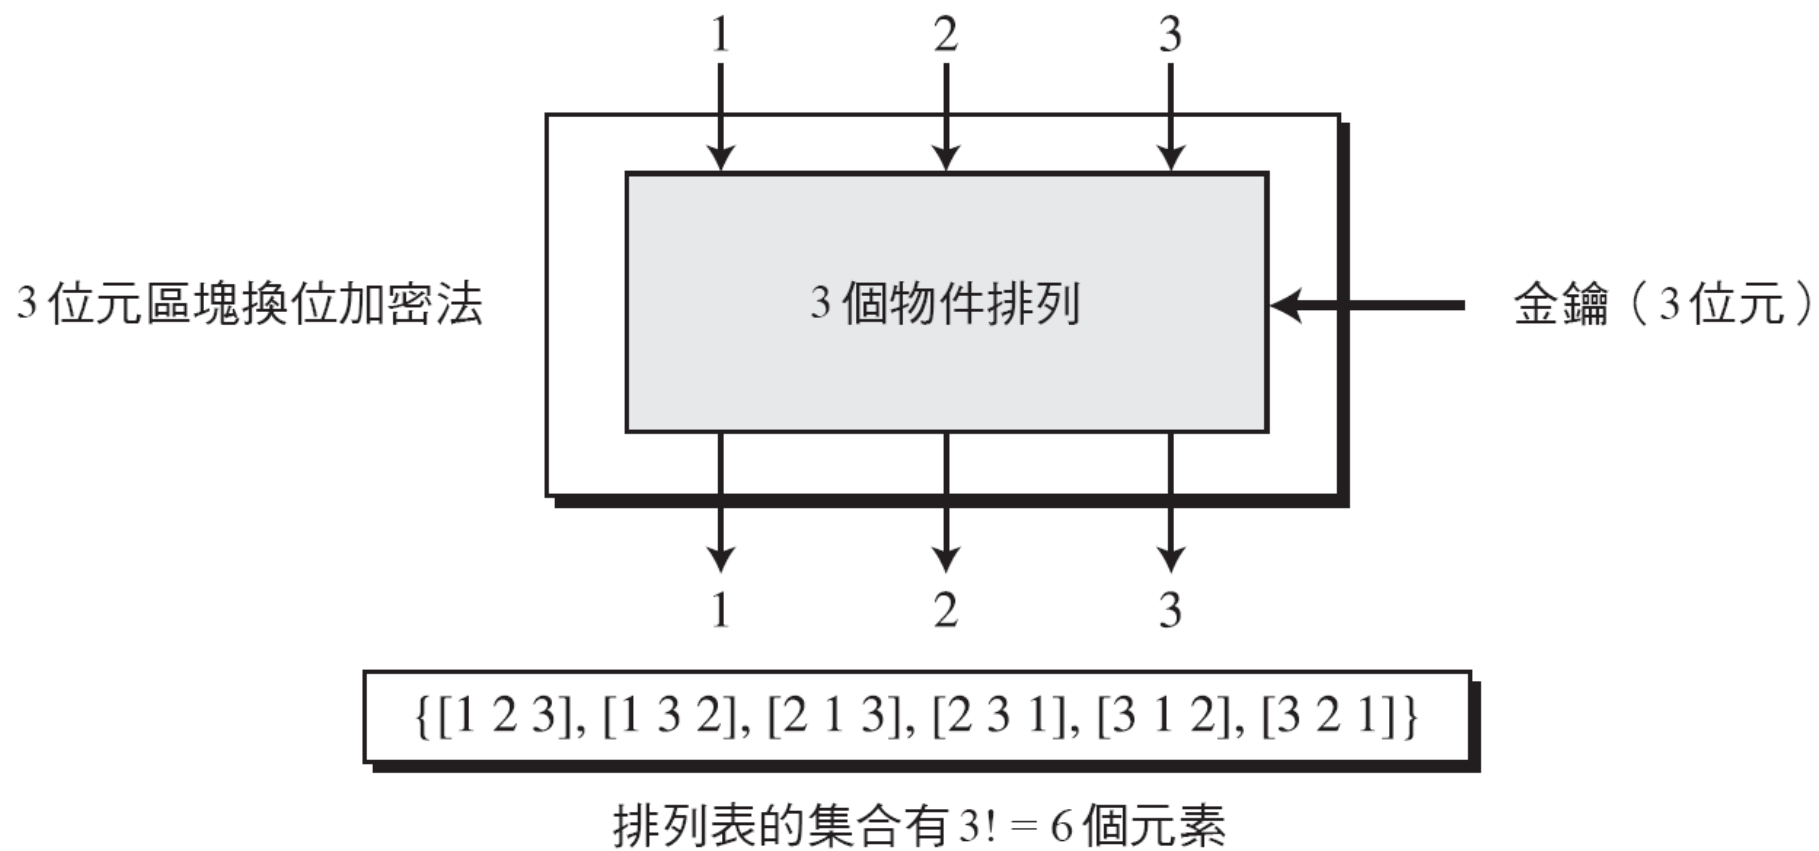 1 2 3
3位元區塊換位加密法
3個物件排列
金鑰（3位元）
1 2 3
{[1 2 3], [1 3 2], [2 1 3], [2 3 1], [3 1 2], [3 2 1]}
排列表的集合有3! = 6個元素